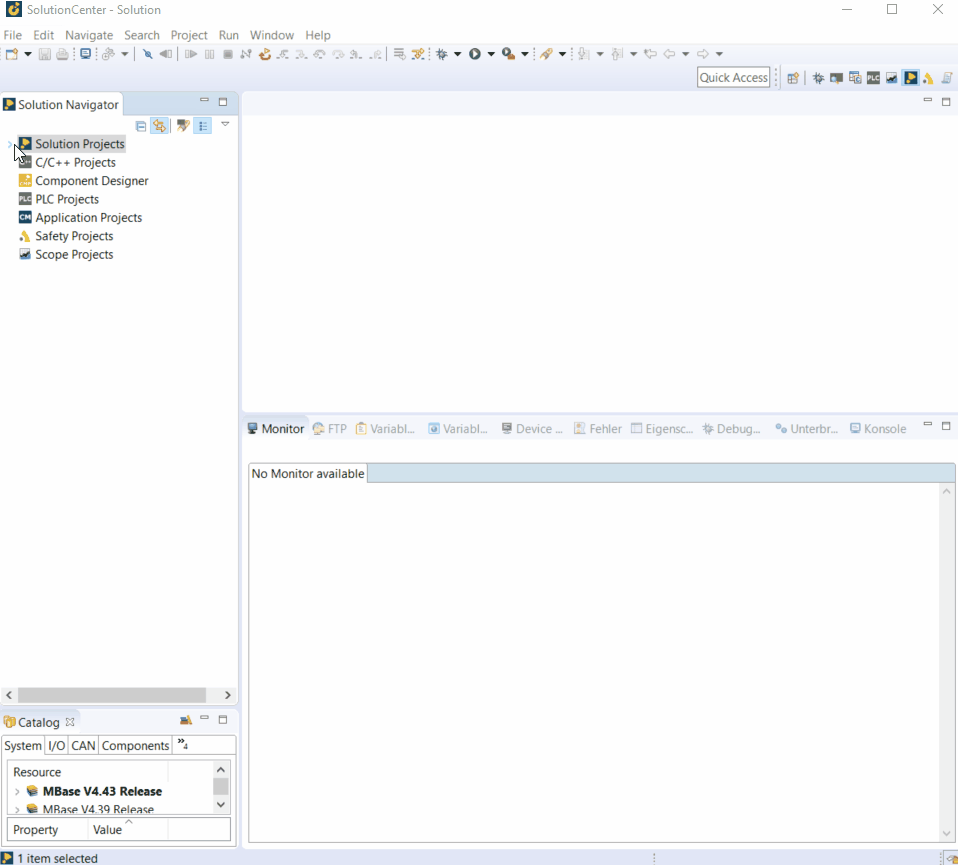 SolutionCenter - Solution
File Edit Navigate Search Project Run Window Help
Quick Access
PLC
Solution Navigator
Solution Projects
C/C++ Projects
Component Designer
PLC PLC Projects
CM Application Projects
Safety Projects
Scope Projects
Monitor FTP Variabl... Variabl... Device ... Fehler Eigensc... Debug... Unterbr... Konsole
No Monitor available
Catalog
System I/O CAN Components »4
Resource
MBase V4.43 Release
MBase V4.39 Release
Property Value
1 item selected